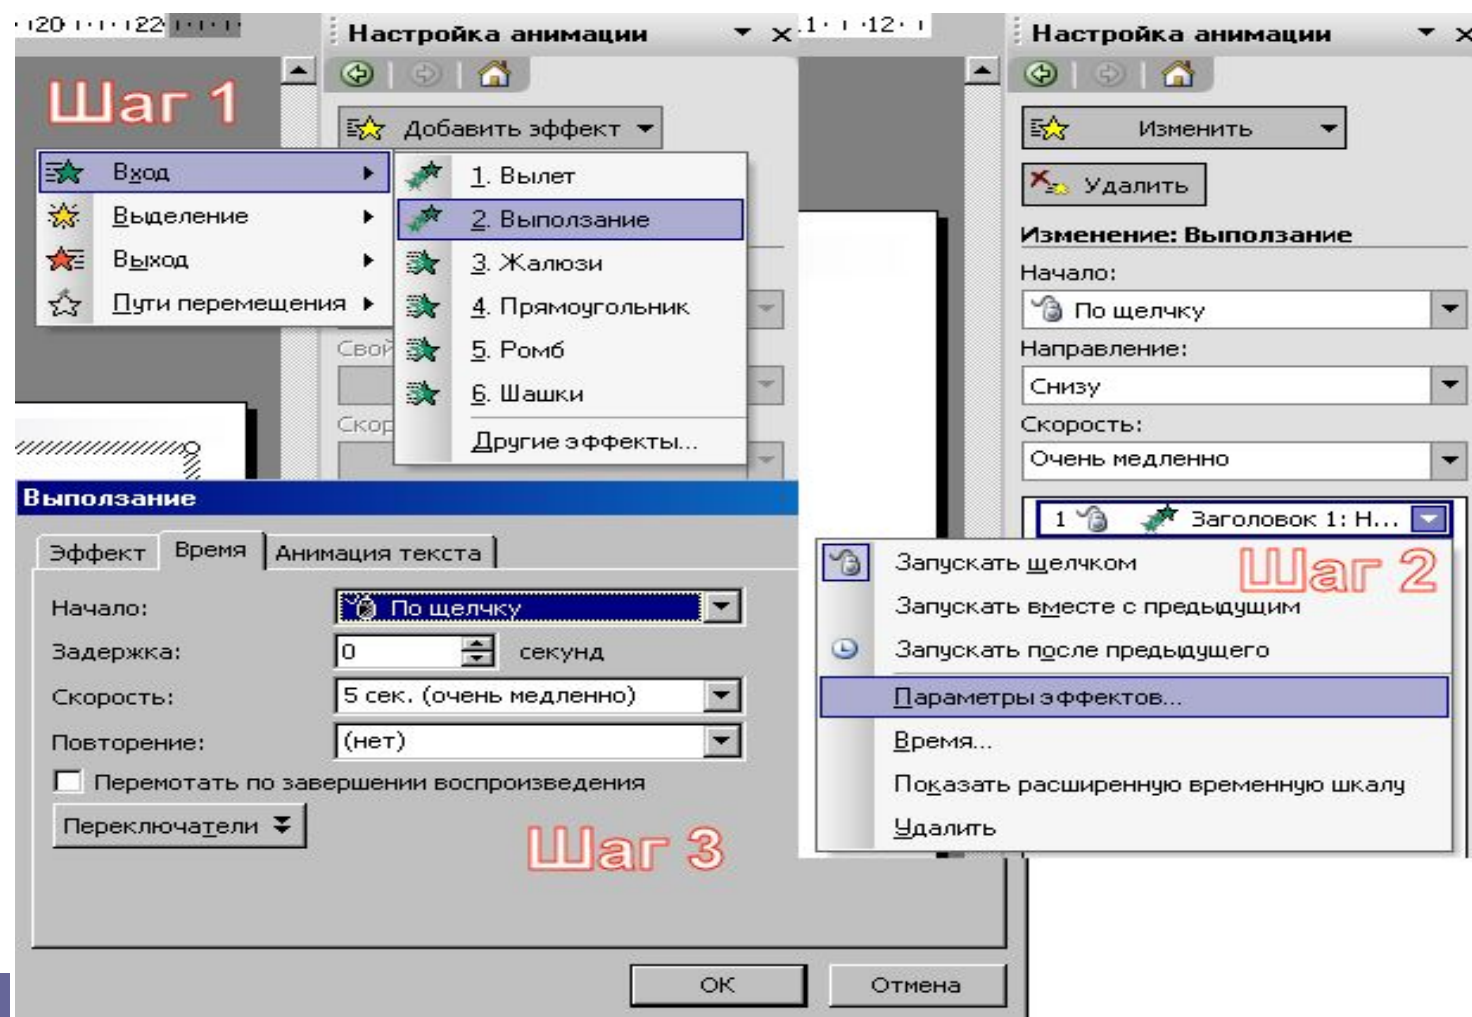 20 22
Настройка анимации
Шаг 1
Добавить эффект
Вход
Выделение
Выход
Пути перемещения
1. Вылет
2. Выползание
3. Жалюзи
4. Прямоугольник
5. Ромб
6. Шашки
Другие эффекты...
Свой
Скор
1 12
Настройка анимации
Изменить
Удалить
Изменение: Выползание
Начало:
По щелчку
Направление:
Снизу
Скорость:
Очень медленно
1 Заголовок 1: Н...
Шаг 2
Запускать щелчком
Запускать вместе с предыдущим
Запускать после предыдущего
Параметры эффектов...
Время...
Показать расширенную временную шкалу
Удалить
Выползание
Эффект Время Анимация текста
Начало: По щелчку
Задержка: 0 секунд
Скорость: 5 сек. (очень медленно)
Повторение: (нет)
Перемотать по завершении воспроизведения
Переключатели
Шаг 3
ОК Отмена